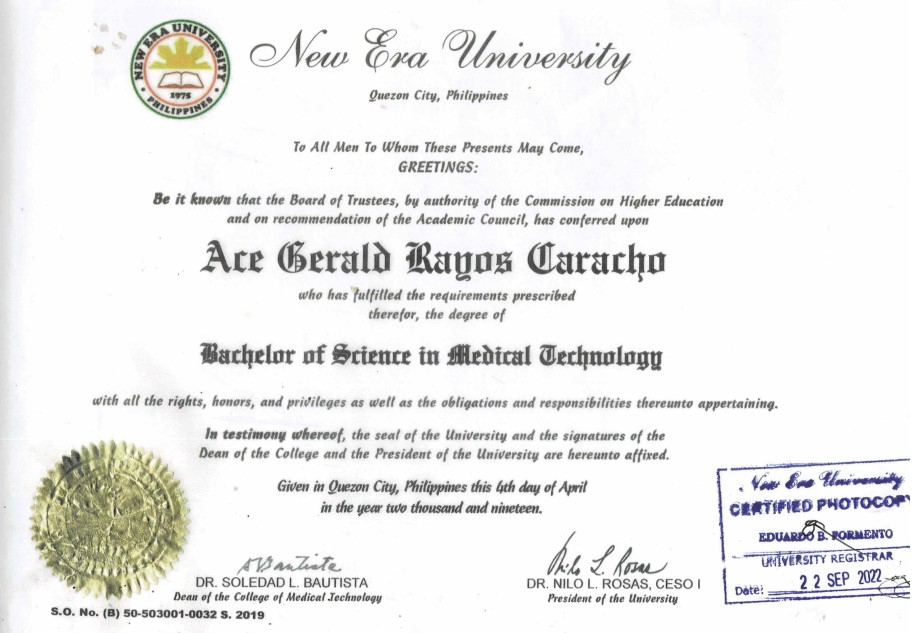 NEW ERA UNIVERSITY
1975
PHILIPPINES
New Era University
Quezon City, Philippines
To All Men To Whom These Presents May Come,
GREETINGS:
Be it known that the Board of Trustees, by authority of the Commission on Higher Education
and on recommendation of the Academic Council, has conferred upon
Ace Gerald Rayos Caracho
who has fulfilled the requirements prescribed
therefor, the degree of
Bachelor of Science in Medical Technology
with all the rights, honors, and privileges as well as the obligations and responsibilities thereunto appertaining.
In testimony whereof, the seal of the University and the signatures of the
Dean of the College and the President of the University are hereunto affixed.
Given in Quezon City, Philippines this 4th day of April
in the year two thousand and nineteen.
SBautista
DR. SOLEDAD L. BAUTISTA
Dean of the College of Medical Technology
Nilo L. Rosas
DR. NILO L. ROSAS, CESO I
President of the University
S.O. No. (B) 50-503001-0032 S. 2019
New Era University
CERTIFIED PHOTOCOPY
EDUARDO B. FORMENTO
UNIVERSITY REGISTRAR
Date: 22 SEP 2022